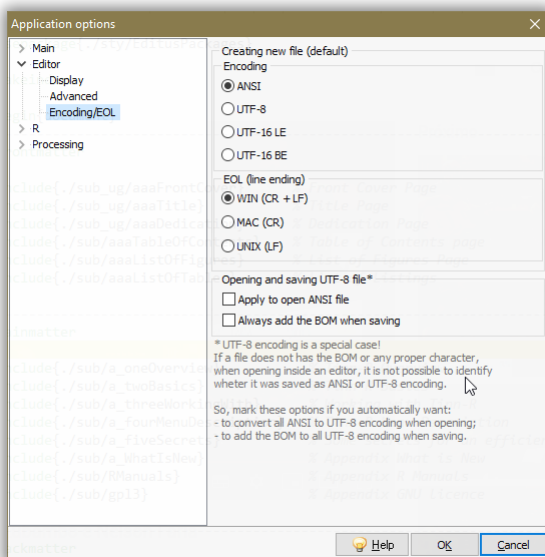 Application options
Main
Creating new file (default)
Editor
Encoding
Display
ANSI
Advanced
UTF-8
Encoding/EOL
UTF-16 LE
R
Processing
UTF-16 BE
EOL (line ending)
WIN (CR + LF)
MAC (CR)
UNIX (LF)
Opening and saving UTF-8 file*
Apply to open ANSI file
Always add the BOM when saving
* UTF-8 encoding is a special case!
If a file does not has the BOM or any proper character,
when opening inside an editor, it is not possible to identify
wheter it was saved as ANSI or UTF-8 encoding.
So, mark these options if you automatically want:
- to convert all ANSI to UTF-8 encoding when opening;
- to add the BOM to all UTF-8 encoding when saving.
Help
OK
Cancel